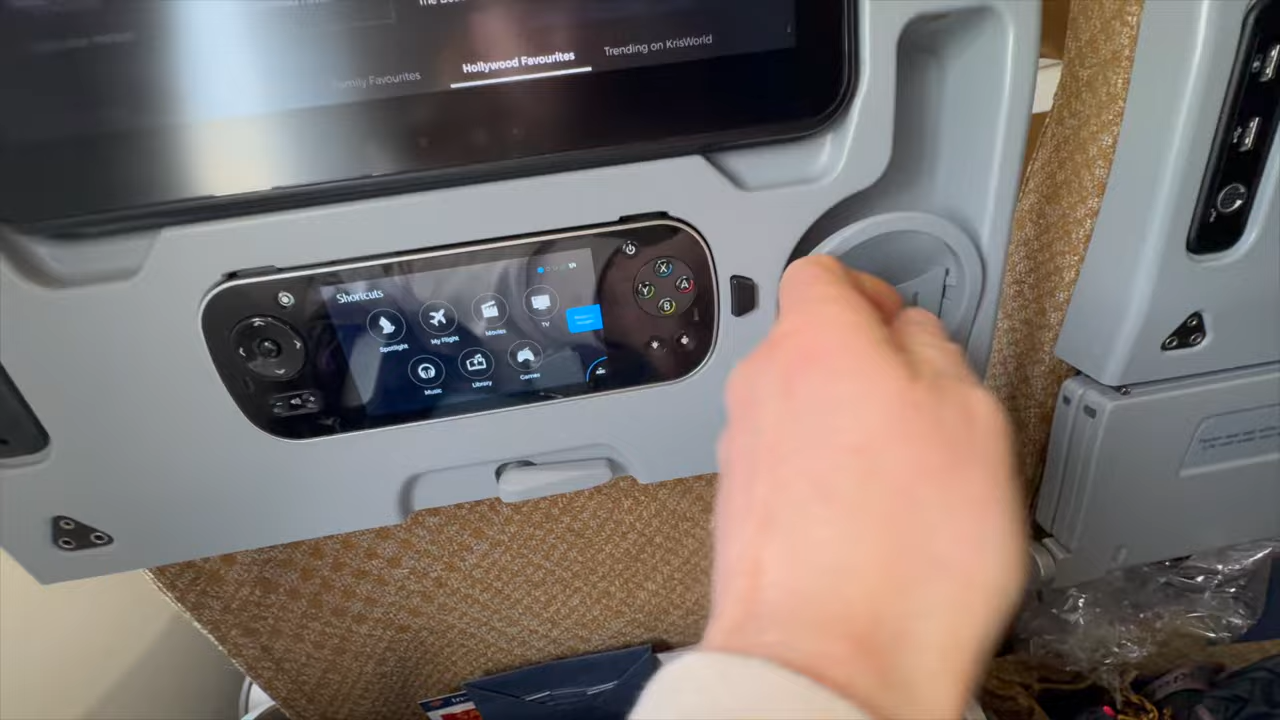 Family Favourites
Hollywood Favourites
Trending on KrisWorld
Shortcuts
Spotlight
My Flight
Movies
TV
Music
Library
Games
X
Y
A
B